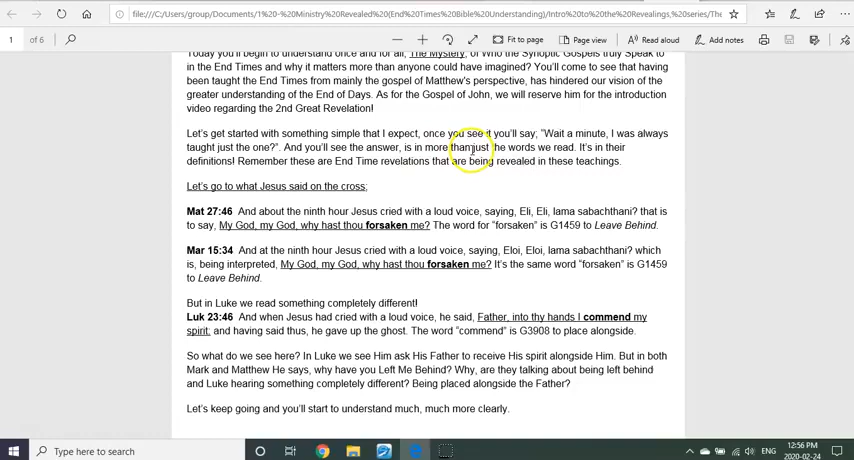 file:///C:/Users/group/Documents/1%20-%20Ministry%20Revealed%20(End%20Times%20Bible%20Understanding)/Intro%20to%20the%20Revealings,%20series/The
1 of 6 Fit to page Page view Read aloud Add notes
Today you'll begin to understand once and for all, The Mystery, of Who the Synoptic Gospels truly Speak to
in the End Times and why it matters more than anyone could have imagined? You'll come to see that having
been taught the End Times from mainly the gospel of Matthew's perspective, has hindered our vision of the
greater understanding of the End of Days. As for the Gospel of John, we will reserve him for the introduction
video regarding the 2nd Great Revelation!
Let's get started with something simple that I expect, once you see it you'll say; "Wait a minute, I was always
taught just the one?". And you'll see the answer, is in more than just the words we read. It's in their
definitions! Remember these are End Time revelations that are being revealed in these teachings.
Let's go to what Jesus said on the cross;
Mat 27:46 And about the ninth hour Jesus cried with a loud voice, saying, Eli, Eli, lama sabachthani? that is
to say, My God, my God, why hast thou forsaken me? The word for "forsaken" is G1459 to Leave Behind.
Mar 15:34 And at the ninth hour Jesus cried with a loud voice, saying, Eloi, Eloi, lama sabachthani? which
is, being interpreted, My God, my God, why hast thou forsaken me? It's the same word "forsaken" is G1459
to Leave Behind.
But in Luke we read something completely different!
Luk 23:46 And when Jesus had cried with a loud voice, he said, Father, into thy hands I commend my
spirit: and having said thus, he gave up the ghost. The word "commend" is G3908 to place alongside.
So what do we see here? In Luke we see Him ask His Father to receive His spirit alongside Him. But in both
Mark and Matthew He says, why have you Left Me Behind? Why, are they talking about being left behind
and Luke hearing something completely different? Being placed alongside the Father?
Let's keep going and you'll start to understand much, much more clearly.
Type here to search
ENG
12:56 PM
2020-02-24